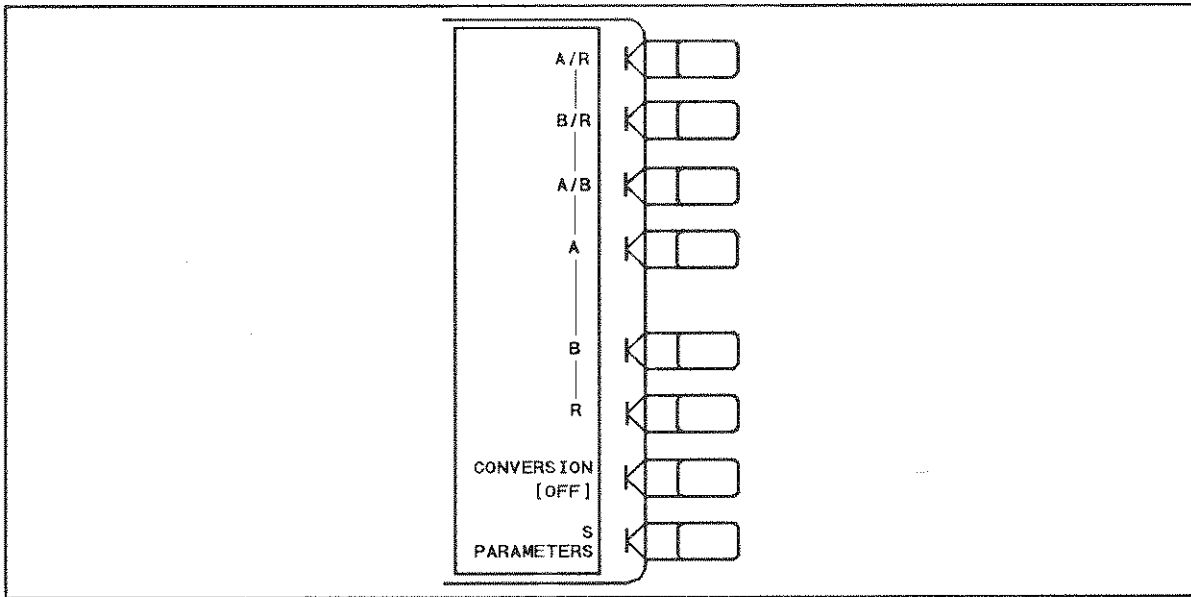 A/R
B/R
A/B
A
B
R
CONVERSION
[OFF]
S
PARAMETERS